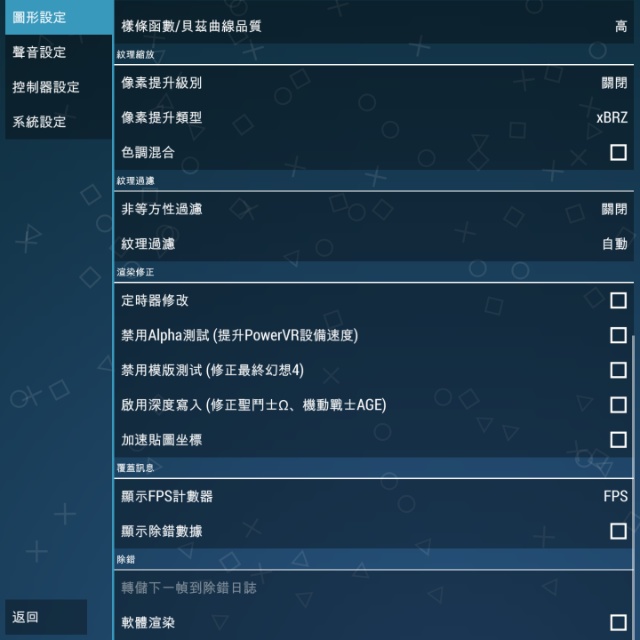 圖形設定
聲音設定
控制器設定
系統設定
樣條函數/貝茲曲線品質 高
紋理縮放
像素提升級別 關閉
像素提升類型 xBRZ
色調混合
紋理過濾
非等方性過濾 關閉
紋理過濾 自動
渲染修正
定時器修改
禁用Alpha測試 (提升PowerVR設備速度)
禁用模版測试 (修正最終幻想4)
啟用深度寫入 (修正聖鬥士Ω、機動戰士AGE)
加速貼圖坐標
覆蓋訊息
顯示FPS計數器 FPS
顯示除錯數據
除錯
轉儲下一幀到除錯日誌
軟體渲染
返回